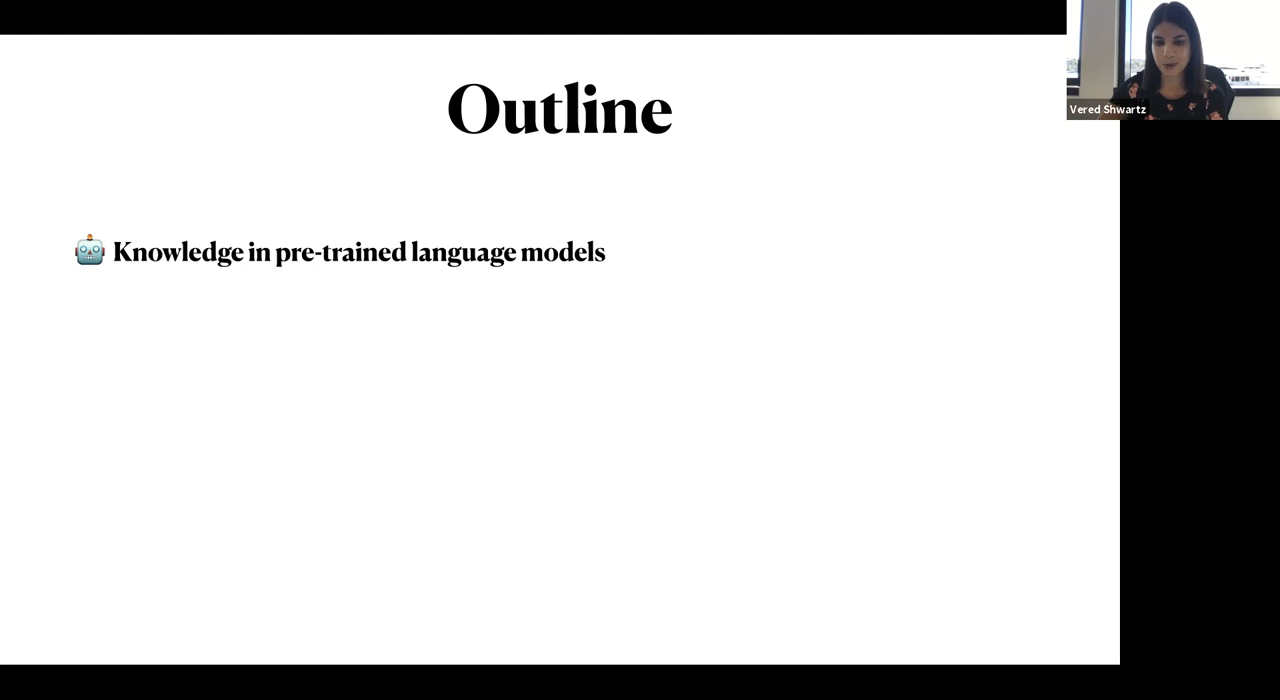 Outline
Vered Shwartz
🤖 Knowledge in pre-trained language models